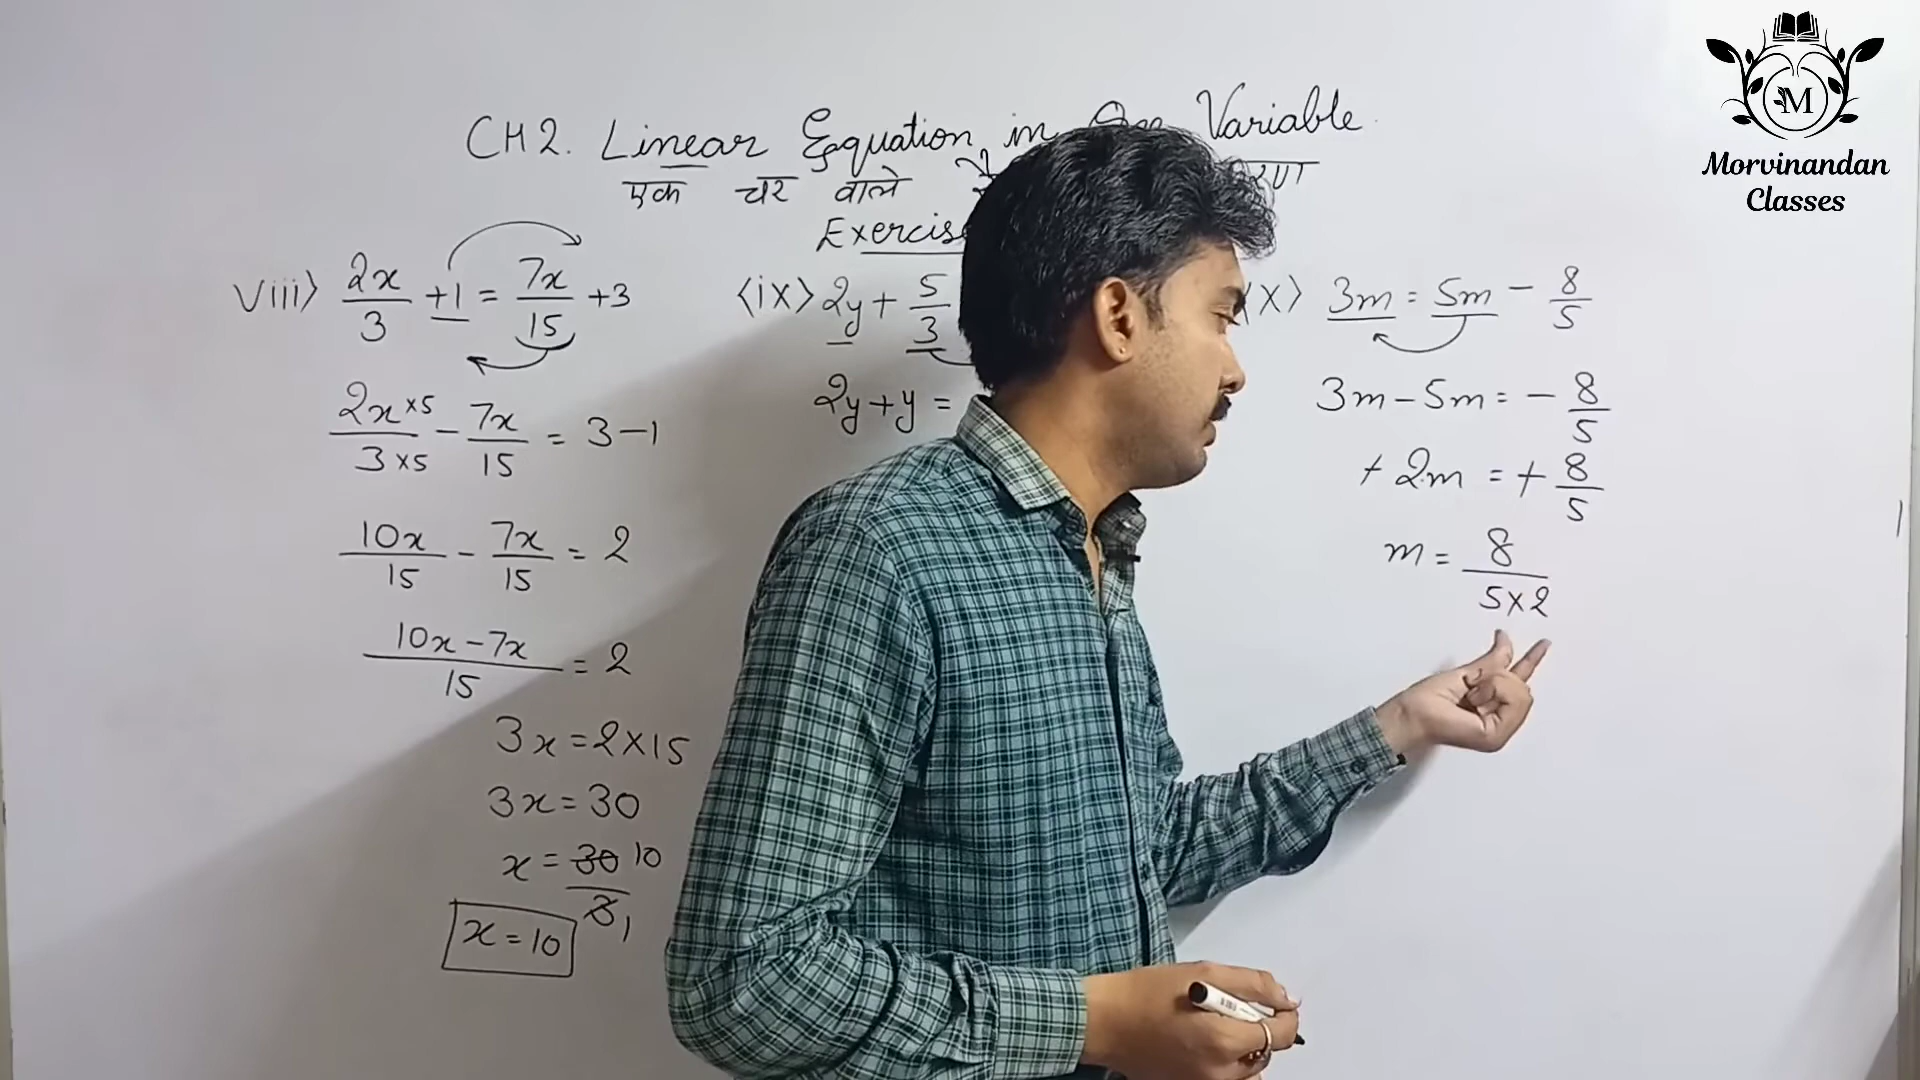 CH2. Linear Equation in Variable
एक चर वाले
Exercise
viii) 2x/3 +1 = 7x/15 +3
2x×5/3×5 - 7x/15 = 3-1
10x/15 - 7x/15 = 2
10x-7x/15 = 2
3x=2×15
3x=30
x=30 10/3 1
x=10
(ix) 2y+ 5/3
2y+y =
(x) 3m = 5m - 8/5
3m-5m = -8/5
+2m = +8/5
m = 8/5×2
M
Morvinandan
Classes